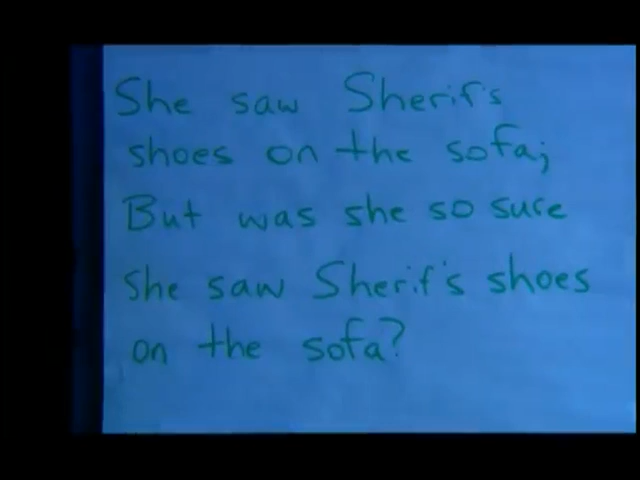 She saw Sherif's
shoes on the sofa;
But was she so sure
she saw Sherif's shoes
on the sofa?